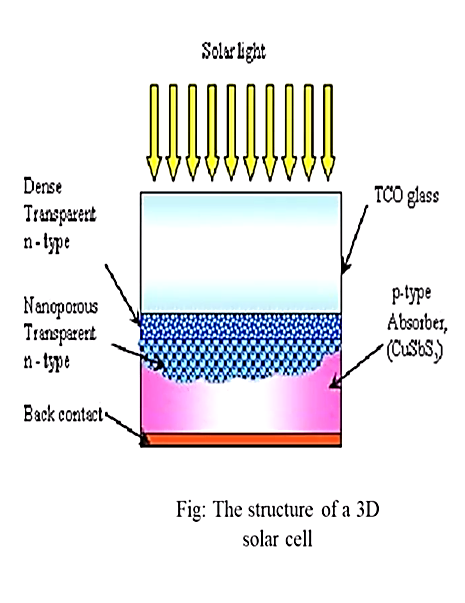 Solar light
Dense
Transparent
n - type
TCO glass
Nanoporous
Transparent
n - type
p-type
Absorber,
(CuSbS₂)
Back contact
Fig: The structure of a 3D
solar cell